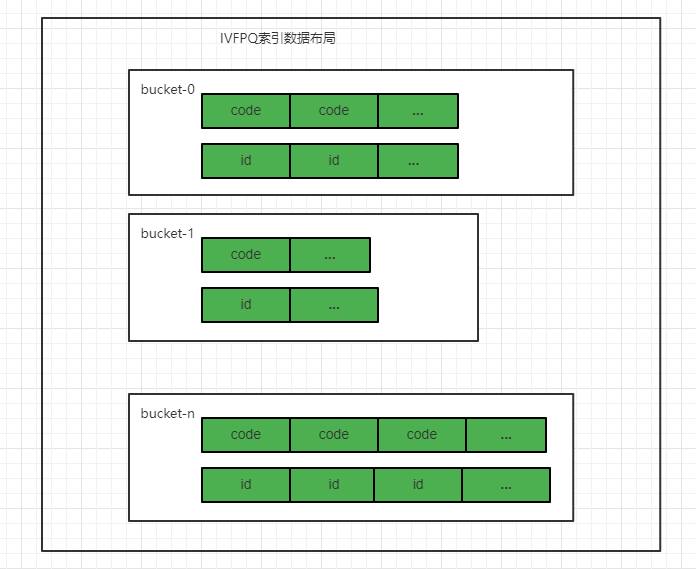 IVFPQ索引数据布局
bucket-0
code code ...
id id ...
bucket-1
code ...
id ...
bucket-n
code code code ...
id id id ...